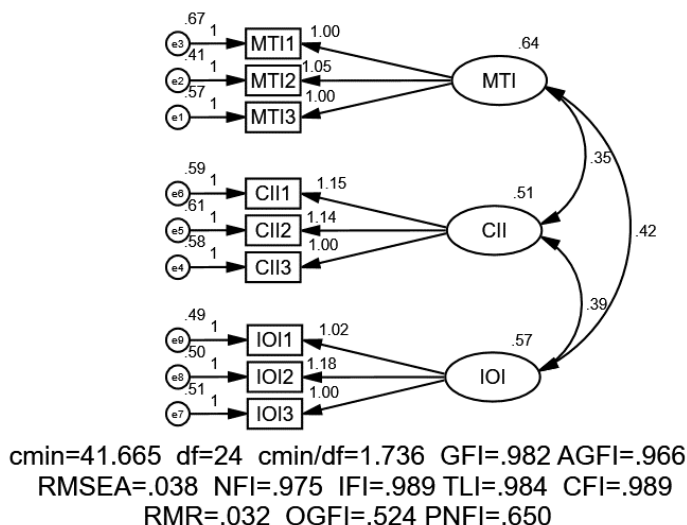 .67
e3 1 MTI1 1.00
.41
e2 1 MTI2 1.05
.57
e1 1 MTI3 1.00
.64
MTI
.35
.59
e6 1 CII1 1.15
.61
e5 1 CII2 1.14
.58
e4 1 CII3 1.00
.51
CII
.42
.39
.49
e9 1 IOI1 1.02
.50
e8 1 IOI2 1.18
.51
e7 1 IOI3 1.00
.57
IOI
cmin=41.665 df=24 cmin/df=1.736 GFI=.982 AGFI=.966
RMSEA=.038 NFI=.975 IFI=.989 TLI=.984 CFI=.989
RMR=.032 OGFI=.524 PNFI=.650